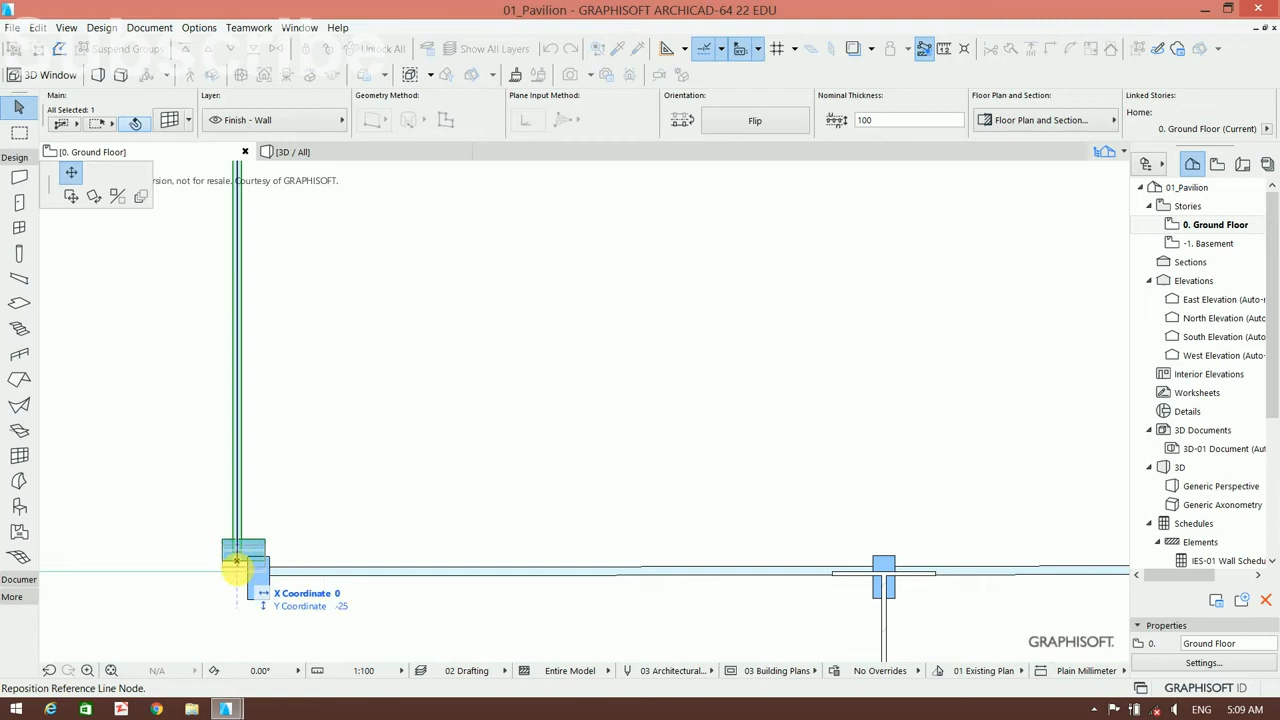 01_Pavilion - GRAPHISOFT ARCHICAD-64 22 EDU
File Edit View Design Document Options Teamwork Window Help
Subscribe
Suspend Groups
Unlock All
Show All Layers
3D Window
Main:
All Selected: 1
Layer:
Finish - Wall
Geometry Method:
Plane Input Method:
Orientation:
Flip
Nominal Thickness:
100
Floor Plan and Section:
Floor Plan and Section...
Linked Stories:
Home:
0. Ground Floor (Current)
Design
[0. Ground Floor]
[3D / All]
rsion, not for resale. Courtesy of GRAPHISOFT.
01_Pavilion
Stories
0. Ground Floor
-1. Basement
Sections
Elevations
East Elevation (Auto-r
North Elevation (Auto
South Elevation (Auto
West Elevation (Auto-
Interior Elevations
Worksheets
Details
3D Documents
3D-01 Document (Au
3D
Generic Perspective
Generic Axonometry
Schedules
Elements
IES-01 Wall Schedu
X Coordinate 0
Y Coordinate -25
Docume
More
GRAPHISOFT
Properties
0. Ground Floor
Settings...
N/A
0.00°
1:100
02 Drafting
Entire Model
03 Architectural...
03 Building Plans
No Overrides
01 Existing Plan
Plain Millimeter
Reposition Reference Line Node.
GRAPHISOFT ID
ENG 5:09 AM